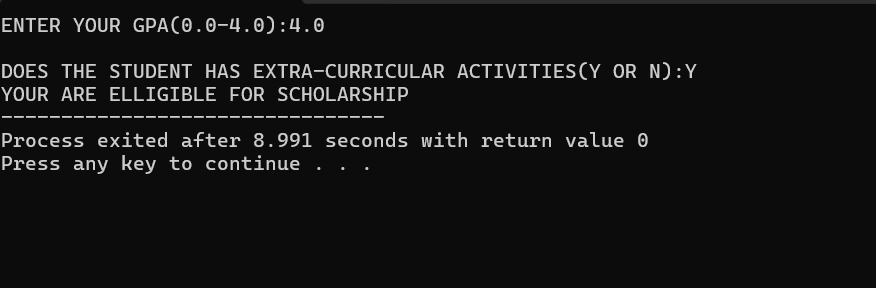 ENTER YOUR GPA(0.0-4.0):4.0
DOES THE STUDENT HAS EXTRA-CURRICULAR ACTIVITIES(Y OR N):Y
YOUR ARE ELLIGIBLE FOR SCHOLARSHIP
--------------------------------
Process exited after 8.991 seconds with return value 0
Press any key to continue . . .